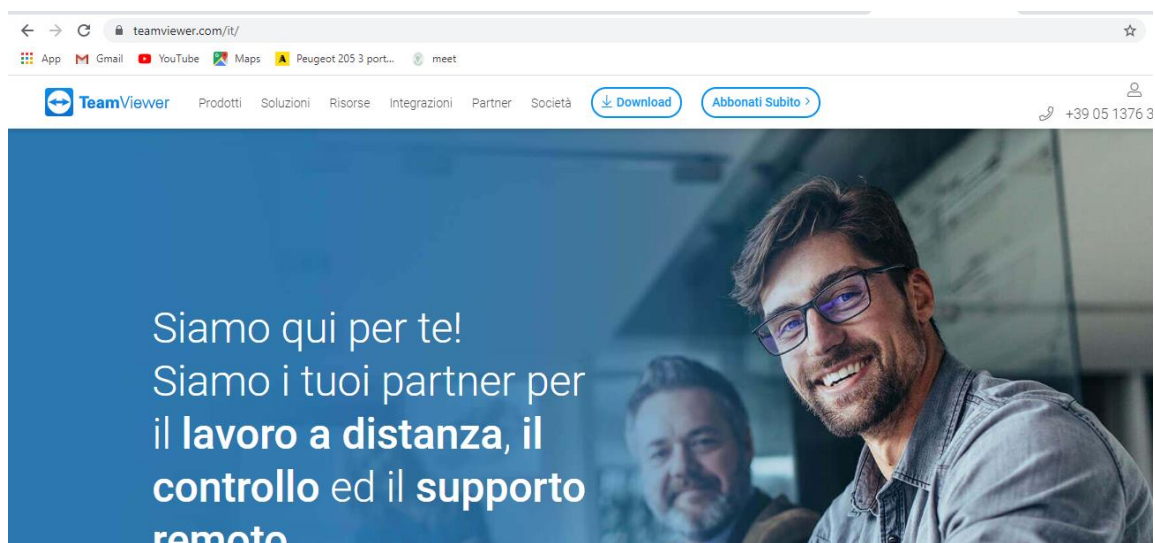 teamviewer.com/it/
App Gmail YouTube Maps Peugeot 205 3 port... meet
TeamViewer Prodotti Soluzioni Risorse Integrazioni Partner Società Download Abbonati Subito >
+39 05 1376 3
Siamo qui per te!
Siamo i tuoi partner per
il lavoro a distanza, il
controllo ed il supporto
remoto